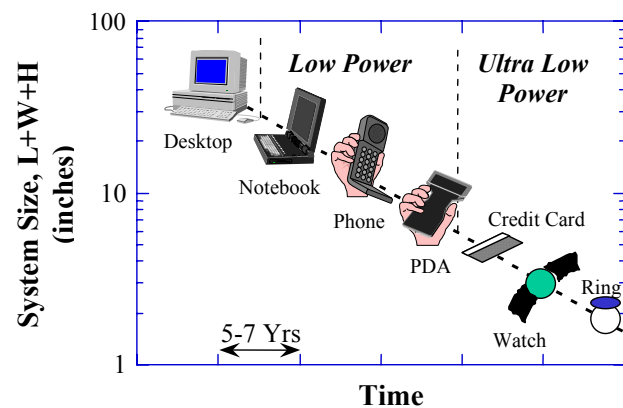 System Size, L+W+H
(inches)
100
10
1
Low Power
Ultra Low
Power
Desktop
Notebook
Phone
PDA
Credit Card
Watch
Ring
5-7 Yrs
Time